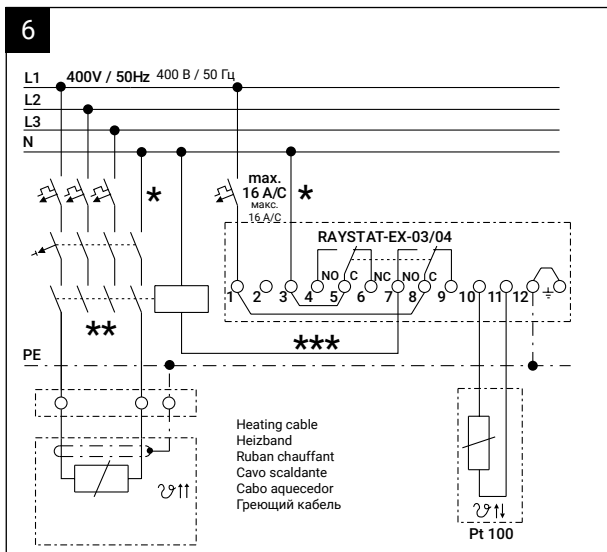 6
L1 400V / 50Hz 400 В / 50 Гц
L2
L3
N
*
max.
16 A/C
макс.
16 A/C
*
RAYSTAT-EX-03/04
NO C NC NO C
1 2 3 4 5 6 7 8 9 10 11 12
**
***
PE
Heating cable
Heizband
Ruban chauffant
Cavo scaldante
Cabo aquecedor
Греющий кабель
ϑ↑↑
ϑ↑↓
Pt 100